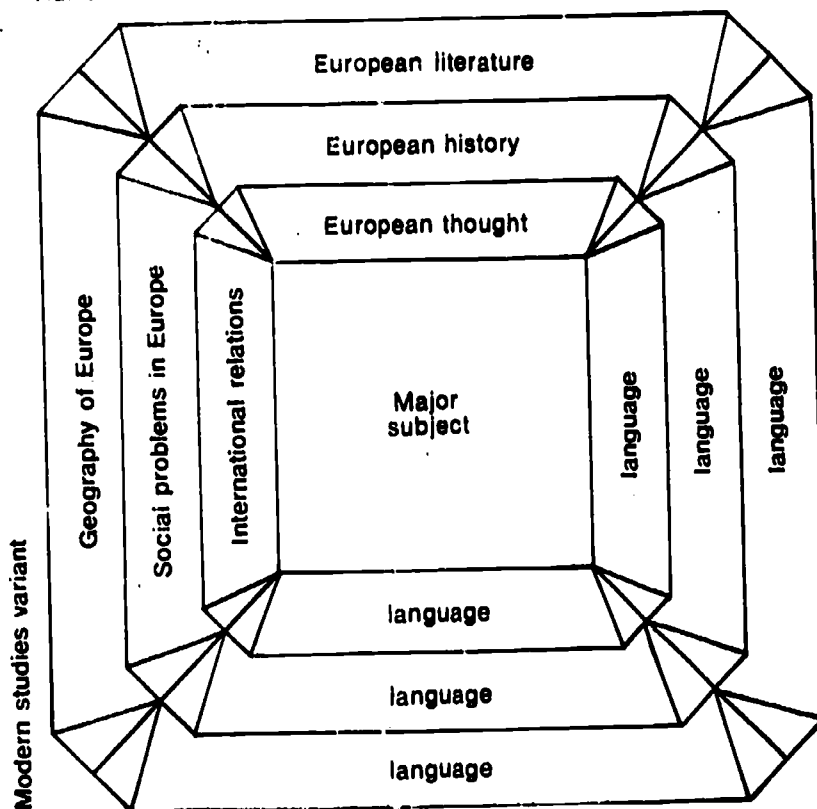 European literature
European history
European thought
Geography of Europe
Social problems in Europe
International relations
Major
subject
language
language
language
language
language
language
Modern studies variant